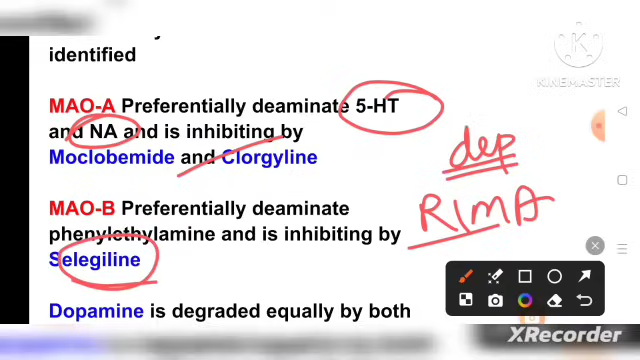 identified
MAO-A Preferentially deaminate 5-HT
and NA and is inhibiting by
Moclobemide and Clorgyline
MAO-B Preferentially deaminate
phenylethylamine and is inhibiting by
Selegiline
Dopamine is degraded equally by both
dep
RIMA
KINEMASTER
XRecorder